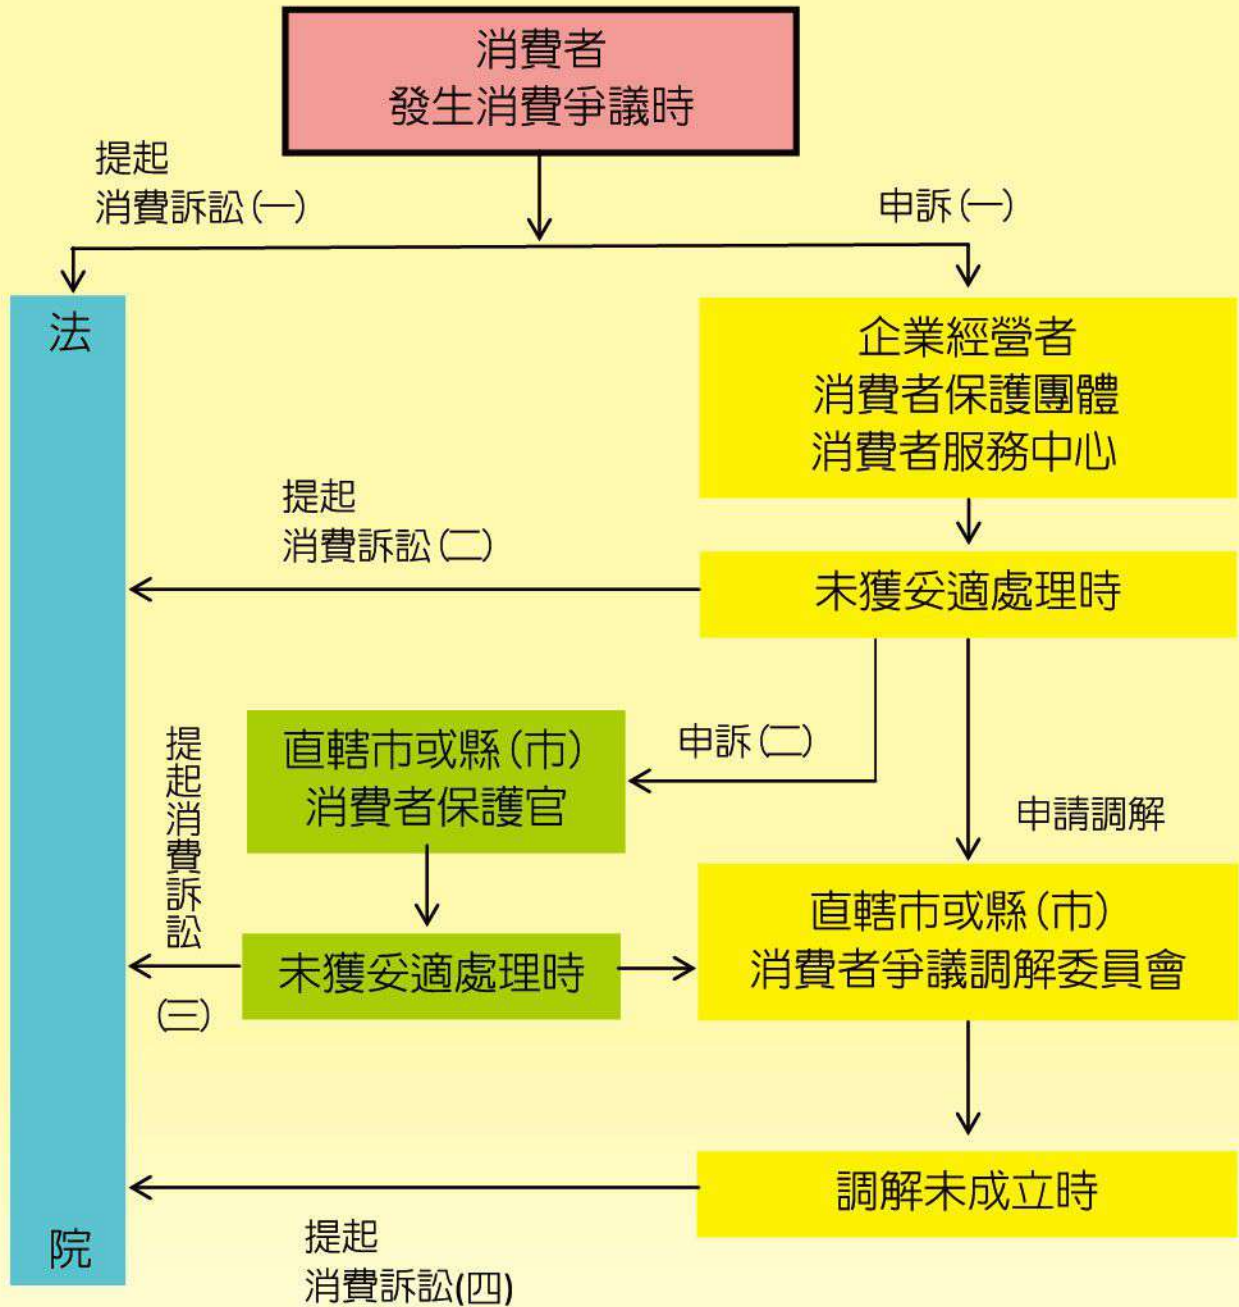 消費者
發生消費爭議時
提起
消費訴訟(一)
申訴(一)
法
院
企業經營者
消費者保護團體
消費者服務中心
提起
消費訴訟(二)
未獲妥適處理時
申訴(二)
直轄市或縣(市)
消費者保護官
提起消費訴訟
(三)
未獲妥適處理時
申請調解
直轄市或縣(市)
消費者爭議調解委員會
調解未成立時
提起
消費訴訟(四)